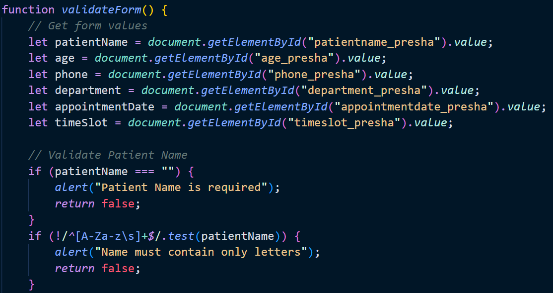 function validateForm() {
// Get form values
let patientName = document.getElementById("patientname_presha").value;
let age = document.getElementById("age_presha").value;
let phone = document.getElementById("phone_presha").value;
let department = document.getElementById("department_presha").value;
let appointmentDate = document.getElementById("appointmentdate_presha").value;
let timeSlot = document.getElementById("timeslot_presha").value;
// Validate Patient Name
if (patientName === "") {
alert("Patient Name is required");
return false;
}
if (!/^[A-Za-z\s]+$/.test(patientName)) {
alert("Name must contain only letters");
return false;
}